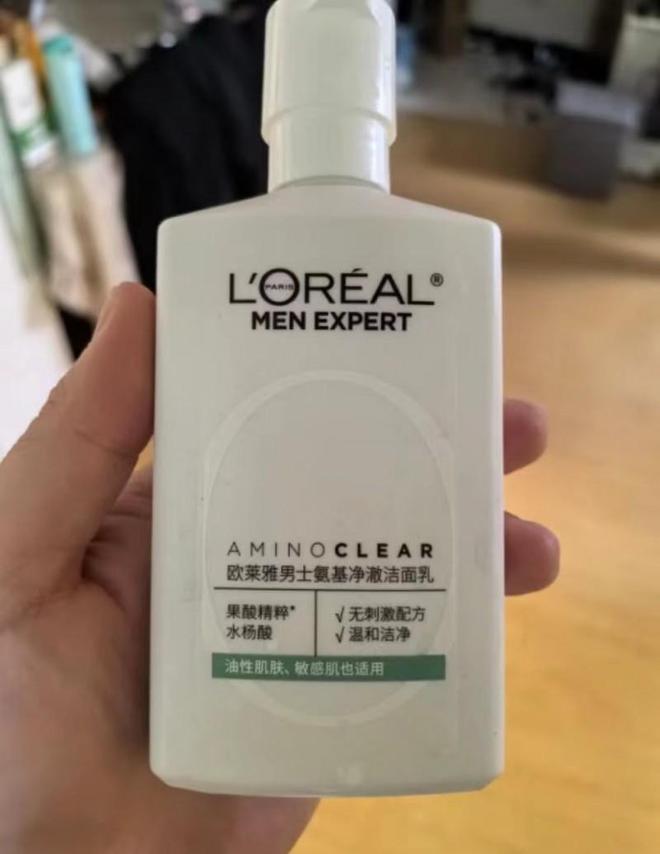 L'ORÉAL®
PARIS
MEN EXPERT
AMINOCLEAR
欧莱雅男士氨基净澈洁面乳
果酸精粹*
水杨酸
√无刺激配方
√温和洁净
油性肌肤、敏感肌也适用